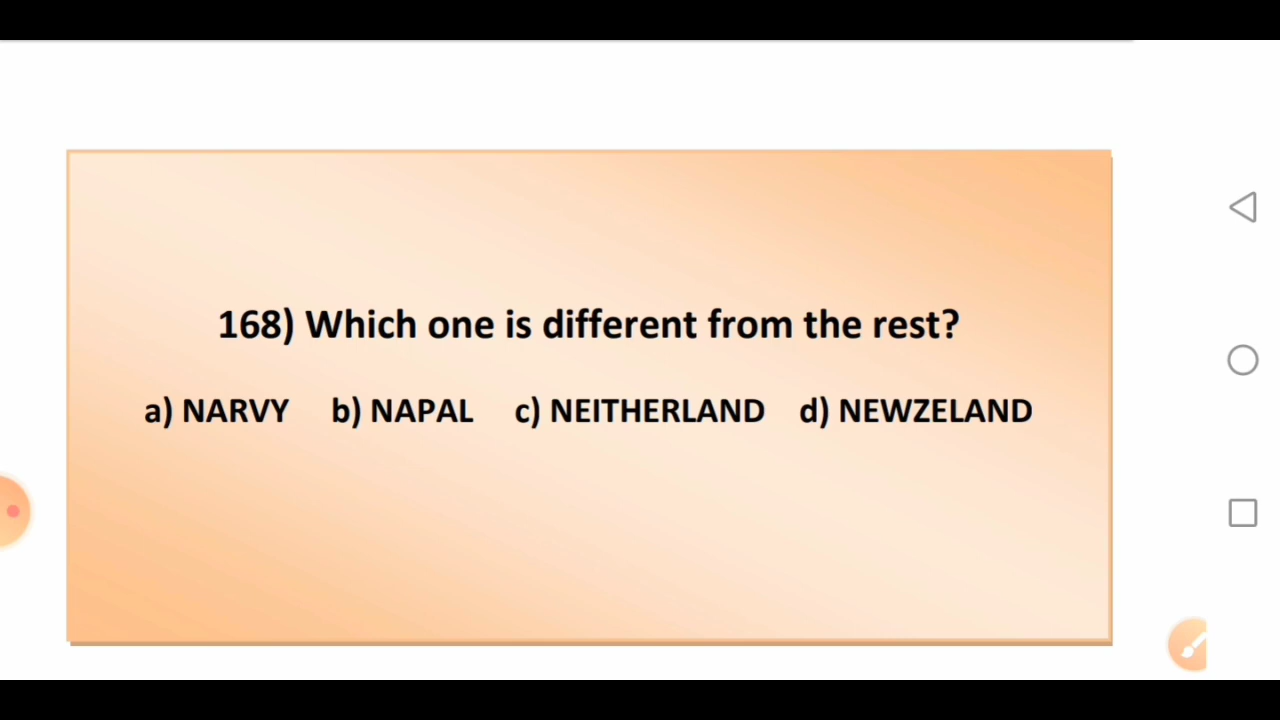 168) Which one is different from the rest?
a) NARVY b) NAPAL c) NEITHERLAND d) NEWZELAND